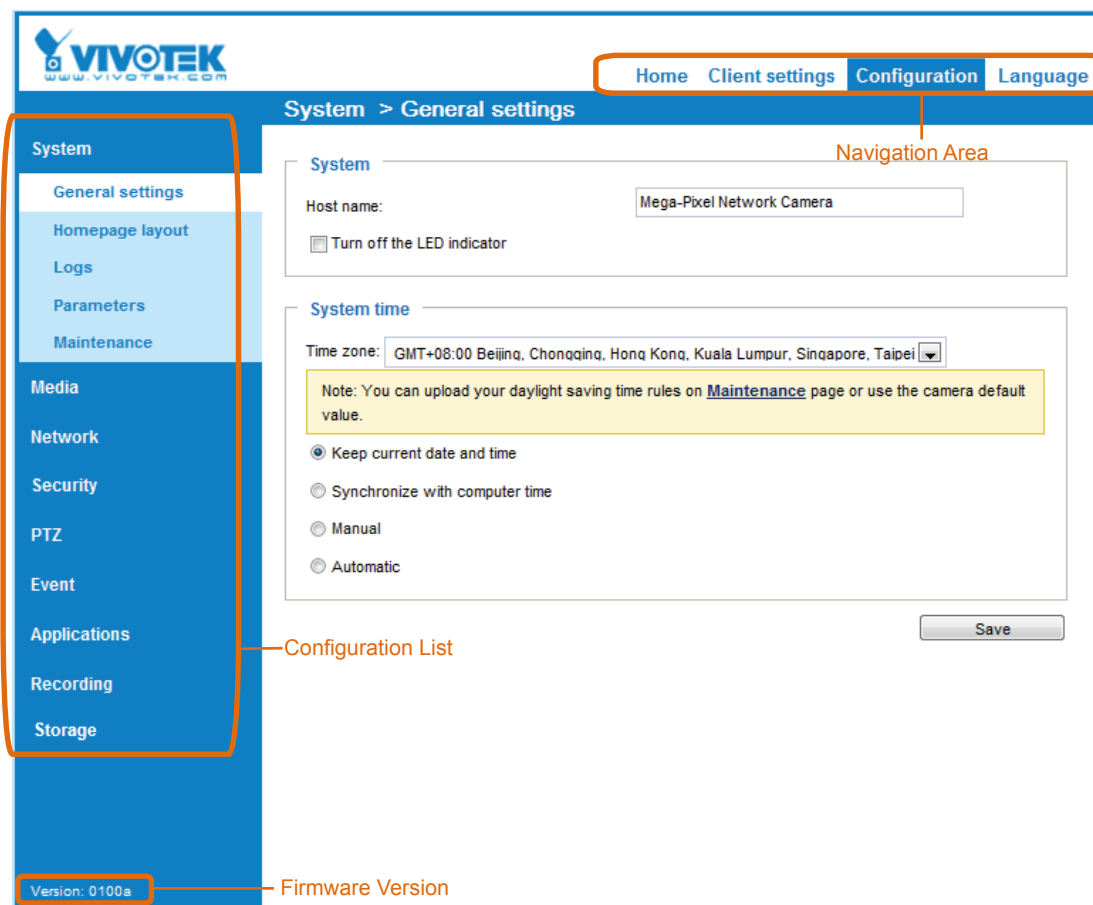 VIVOTEK
www.vivotek.com
Home Client settings Configuration Language
System > General settings
Navigation Area
System
General settings
Homepage layout
Logs
Parameters
Maintenance
Media
Network
Security
PTZ
Event
Applications
Recording
Storage
Version: 0100a
System
Host name: Mega-Pixel Network Camera
Turn off the LED indicator
System time
Time zone: GMT+08:00 Beijing, Chongqing, Hong Kong, Kuala Lumpur, Singapore, Taipei
Note: You can upload your daylight saving time rules on Maintenance page or use the camera default
value.
Keep current date and time
Synchronize with computer time
Manual
Automatic
Save
Configuration List
Firmware Version